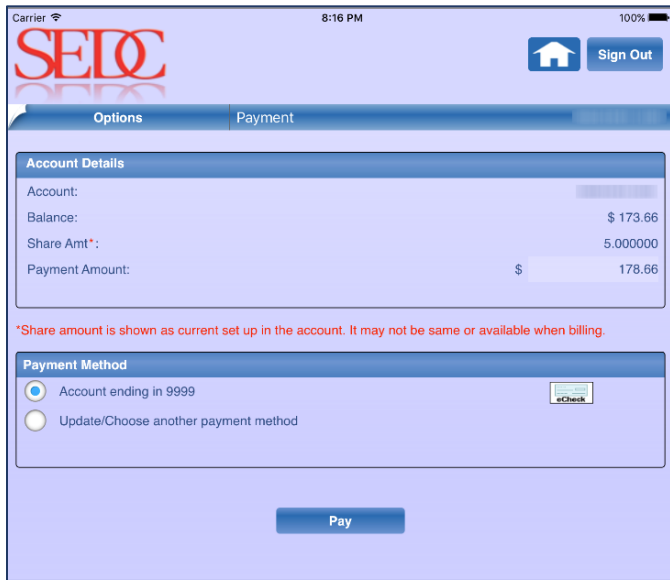 Carrier 8:16 PM 100%
SEDC
Sign Out
Options Payment
Account Details
Account:
Balance: $ 173.66
Share Amt*: 5.000000
Payment Amount: $ 178.66
*Share amount is shown as current set up in the account. It may not be same or available when billing.
Payment Method
Account ending in 9999
eCheck
Update/Choose another payment method
Pay